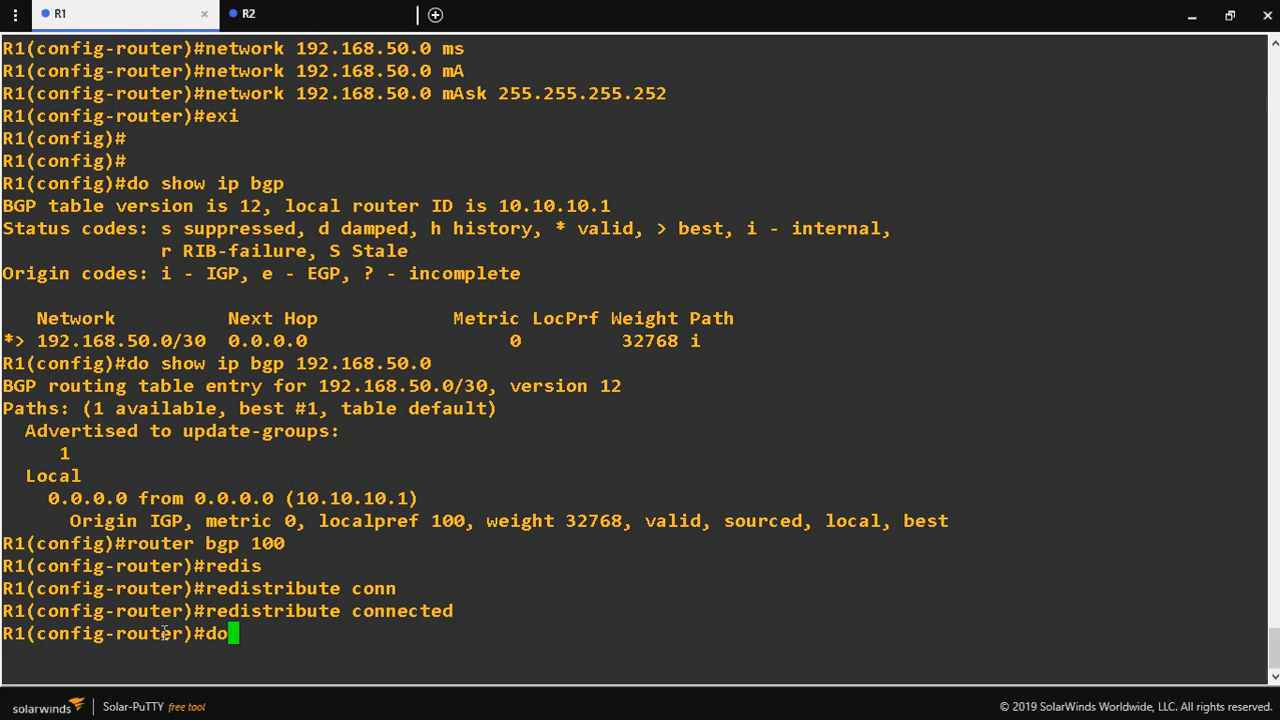 R1
R2
R1(config-router)#network 192.168.50.0 ms
R1(config-router)#network 192.168.50.0 mA
R1(config-router)#network 192.168.50.0 mAsk 255.255.255.252
R1(config-router)#exi
R1(config)#
R1(config)#
R1(config)#do show ip bgp
BGP table version is 12, local router ID is 10.10.10.1
Status codes: s suppressed, d damped, h history, * valid, > best, i - internal,
r RIB-failure, S Stale
Origin codes: i - IGP, e - EGP, ? - incomplete
Network Next Hop Metric LocPrf Weight Path
*> 192.168.50.0/30 0.0.0.0 0 32768 i
R1(config)#do show ip bgp 192.168.50.0
BGP routing table entry for 192.168.50.0/30, version 12
Paths: (1 available, best #1, table default)
Advertised to update-groups:
1
Local
0.0.0.0 from 0.0.0.0 (10.10.10.1)
Origin IGP, metric 0, localpref 100, weight 32768, valid, sourced, local, best
R1(config)#router bgp 100
R1(config-router)#redis
R1(config-router)#redistribute conn
R1(config-router)#redistribute connected
R1(config-router)#do
solarwinds Solar-PuTTY free tool © 2019 SolarWinds Worldwide, LLC. All rights reserved.